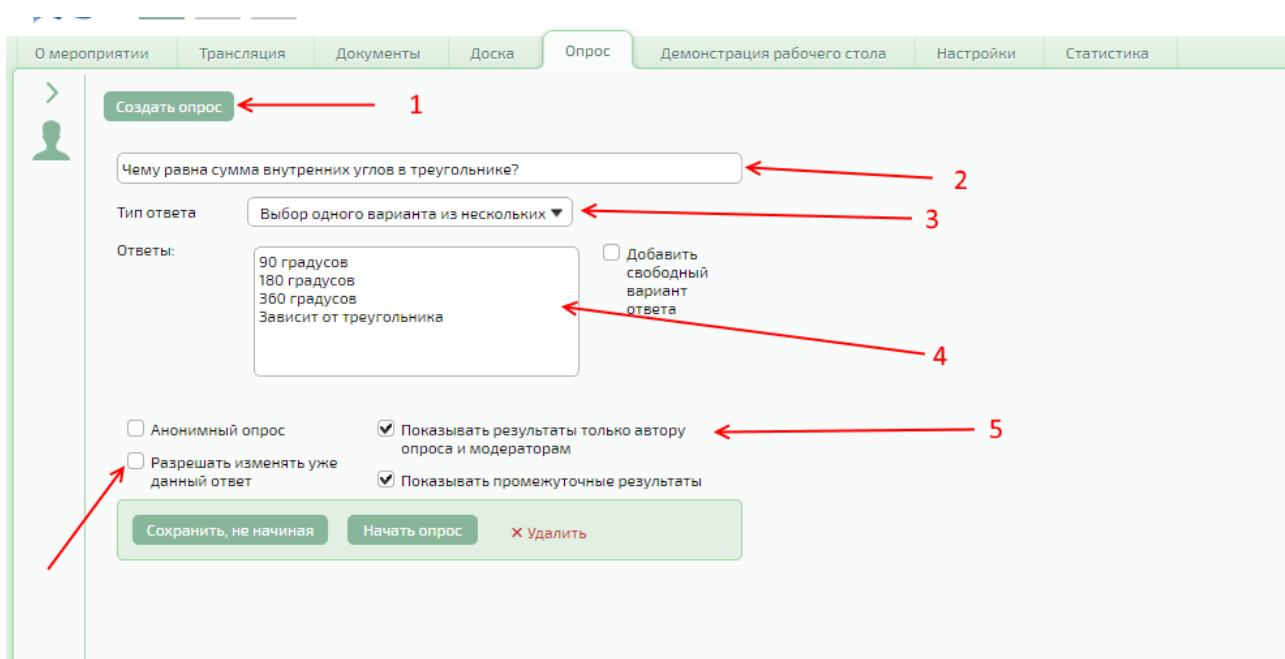 О мероприятии Трансляция Документы Доска Опрос Демонстрация рабочего стола Настройки Статистика
Создать опрос 1
Чему равна сумма внутренних углов в треугольнике? 2
Тип ответа Выбор одного варианта из нескольких 3
Ответы:
90 градусов
180 градусов
360 градусов
Зависит от треугольника
Добавить
свободный
вариант
ответа
4
Анонимный опрос
Разрешать изменять уже
данный ответ
Показывать результаты только автору
опроса и модераторам
5
Показывать промежуточные результаты
Сохранить, не начиная Начать опрос × Удалить